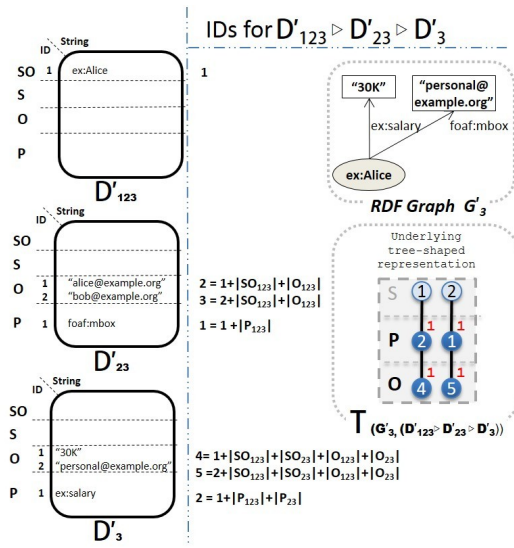 IDs for D'123 ▷ D'23 ▷ D'3
ID String
SO 1 ex:Alice 1
S
O
P
D'123
ID String
SO
S
O 1 "alice@example.org" 2 = 1+|SO123|+|O123|
2 "bob@example.org" 3 = 2+|SO123|+|O123|
P 1 foaf:mbox 1 = 1 +|P123|
D'23
ID String
SO
S
O 1 "30K" 4= 1+|SO123|+|SO23|+|O123|+|O23|
2 "personal@example.org" 5 =2+|SO123|+|SO23|+|O123|+|O23|
P 1 ex:salary 2 = 1+|P123|+|P23|
D'3
"30K"
"personal@
example.org"
ex:salary
foaf:mbox
ex:Alice
RDF Graph G'3
Underlying
tree-shaped
representation
S 1 2
1 1
P 2 1
1 1
O 4 5
T (G'3, (D'123▷ D'23 ▷ D'3))